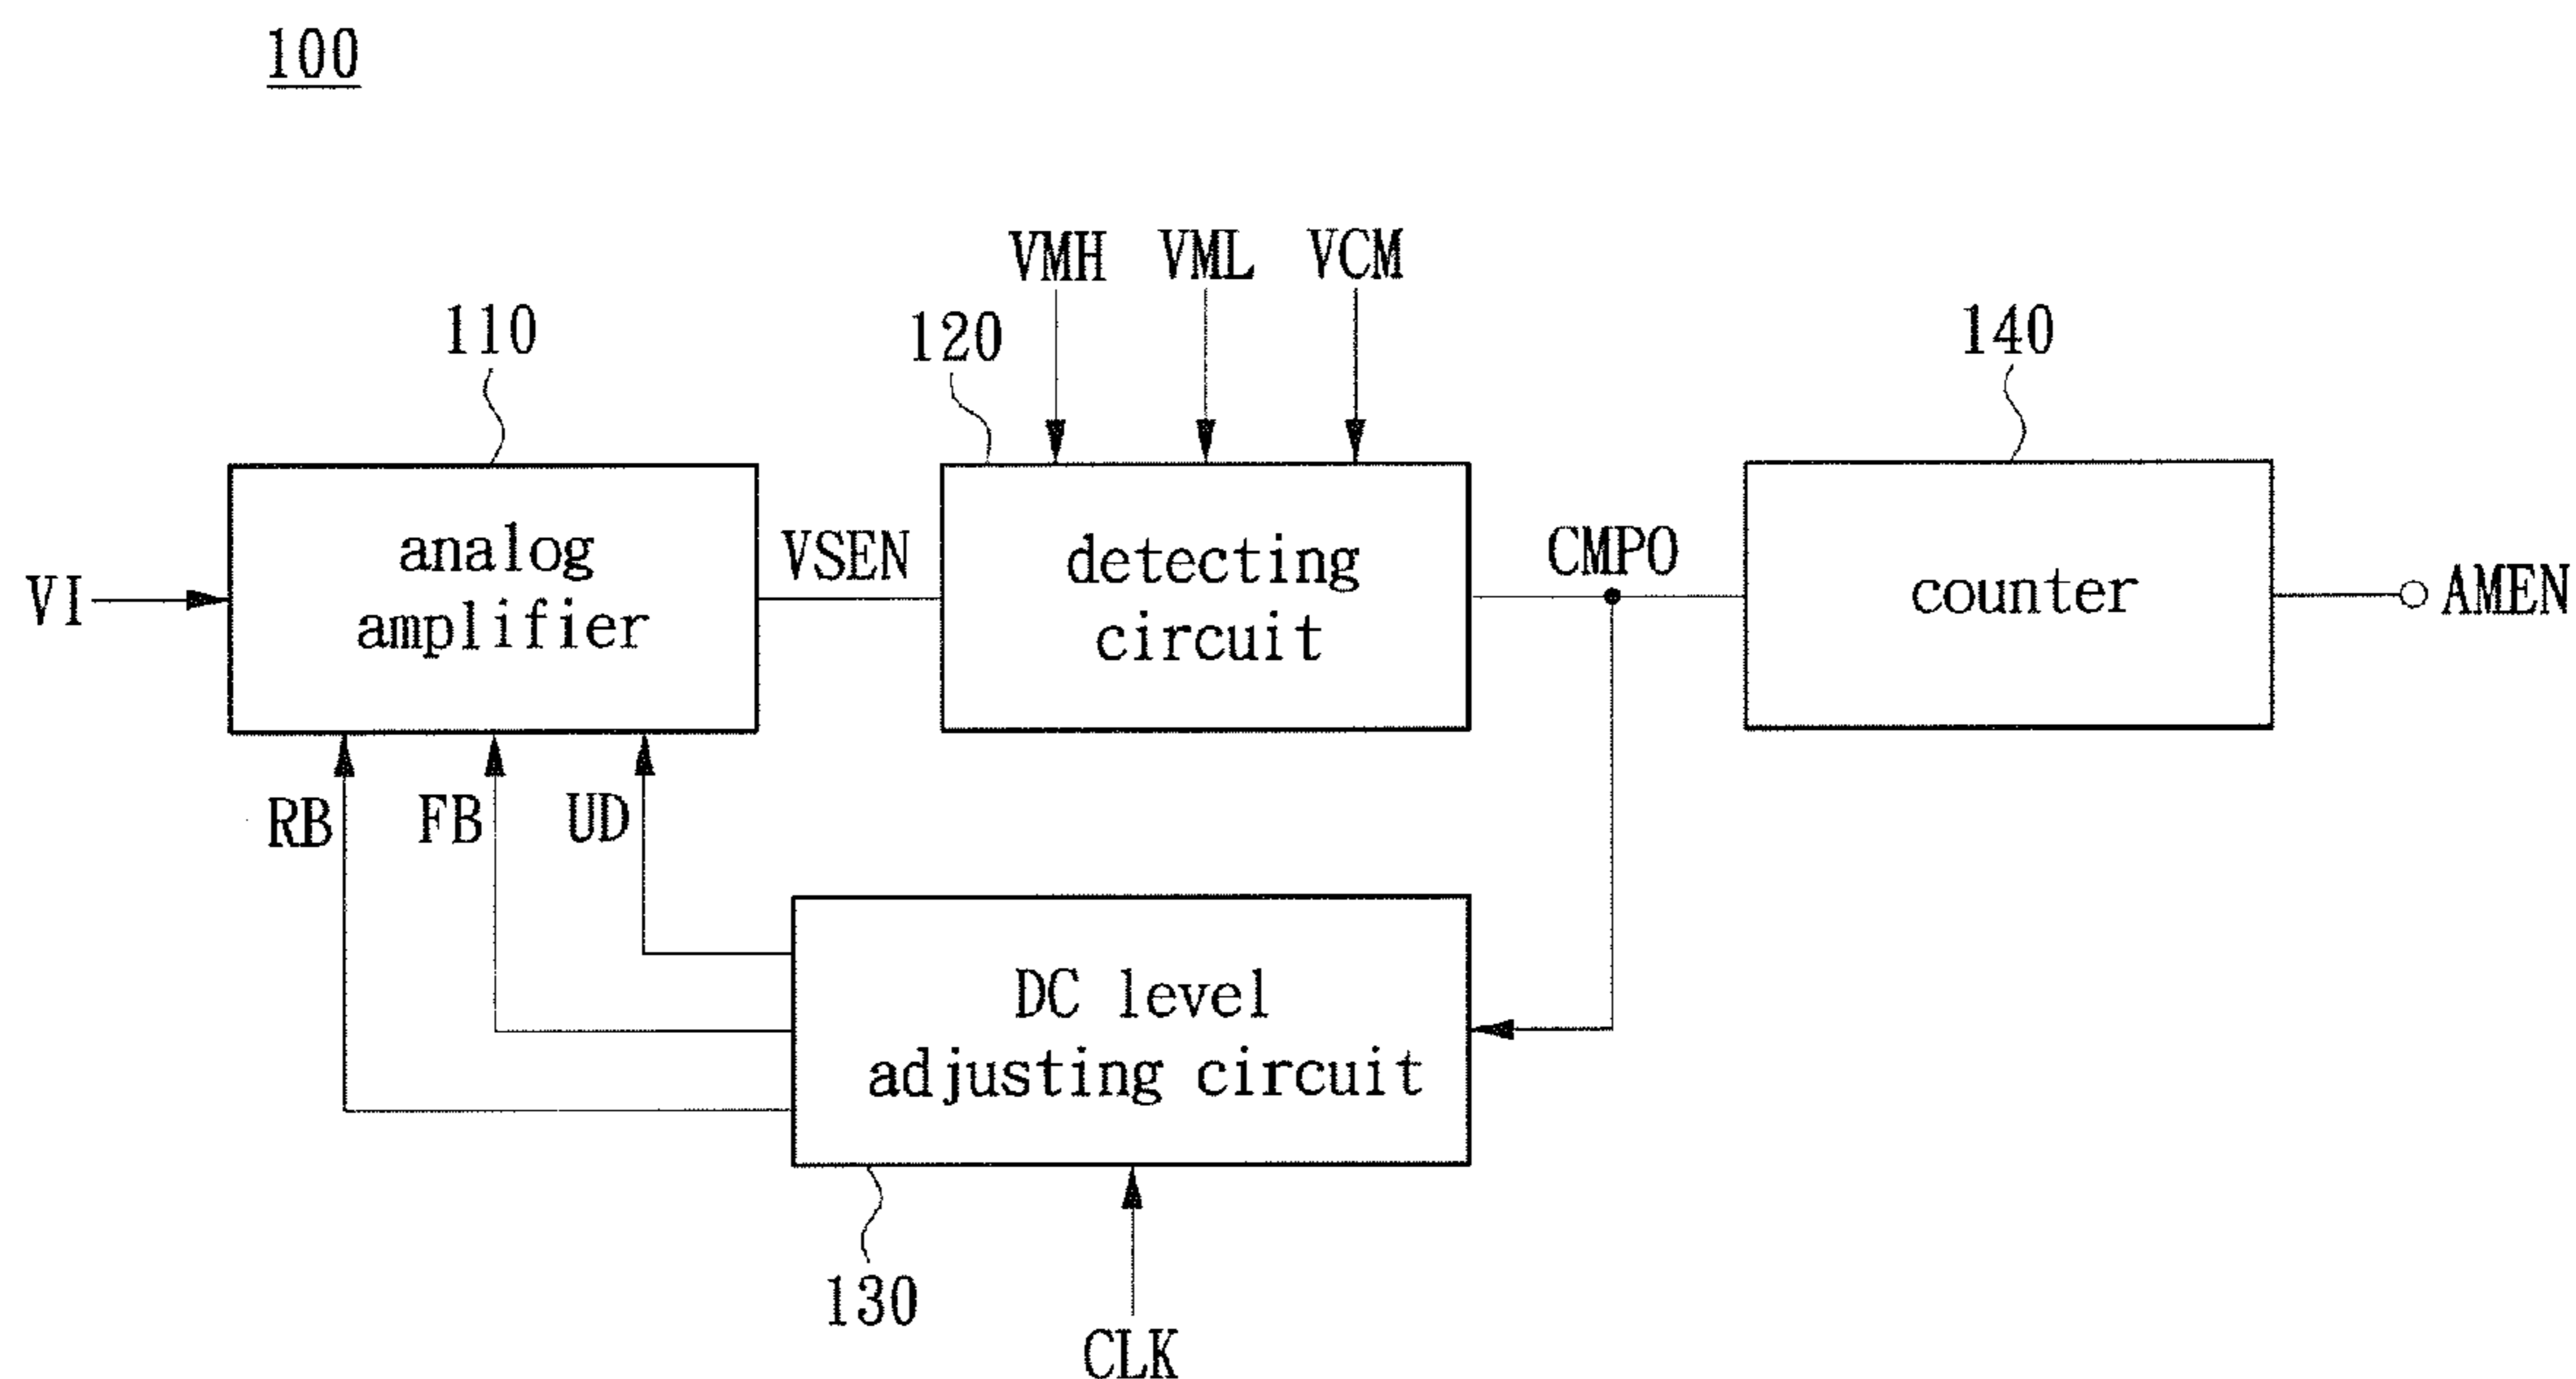 100
VMH VML VCM
110
120
140
analog
amplifier
VSEN
detecting
circuit
CMPO
counter
VI
AMEN
RB FB UD
DC level
adjusting circuit
130
CLK